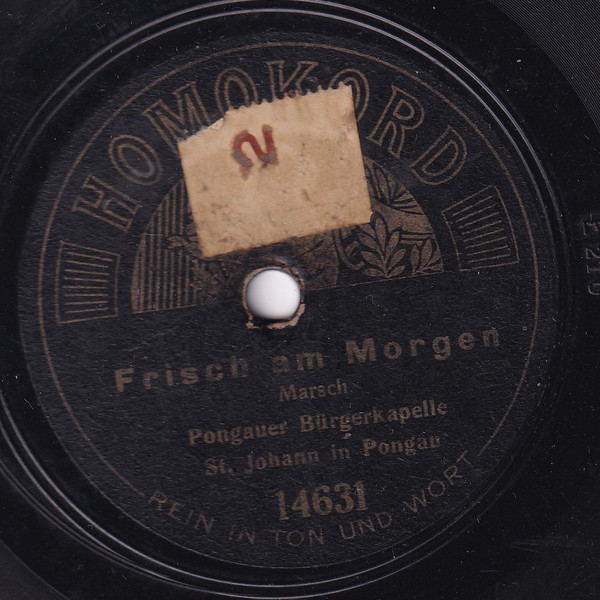 HOMOKORD
2
Frisch am Morgen
Marsch
Pongauer Bürgerkapelle
St. Johann in Pongau
14631
REIN IN TON UND WORT